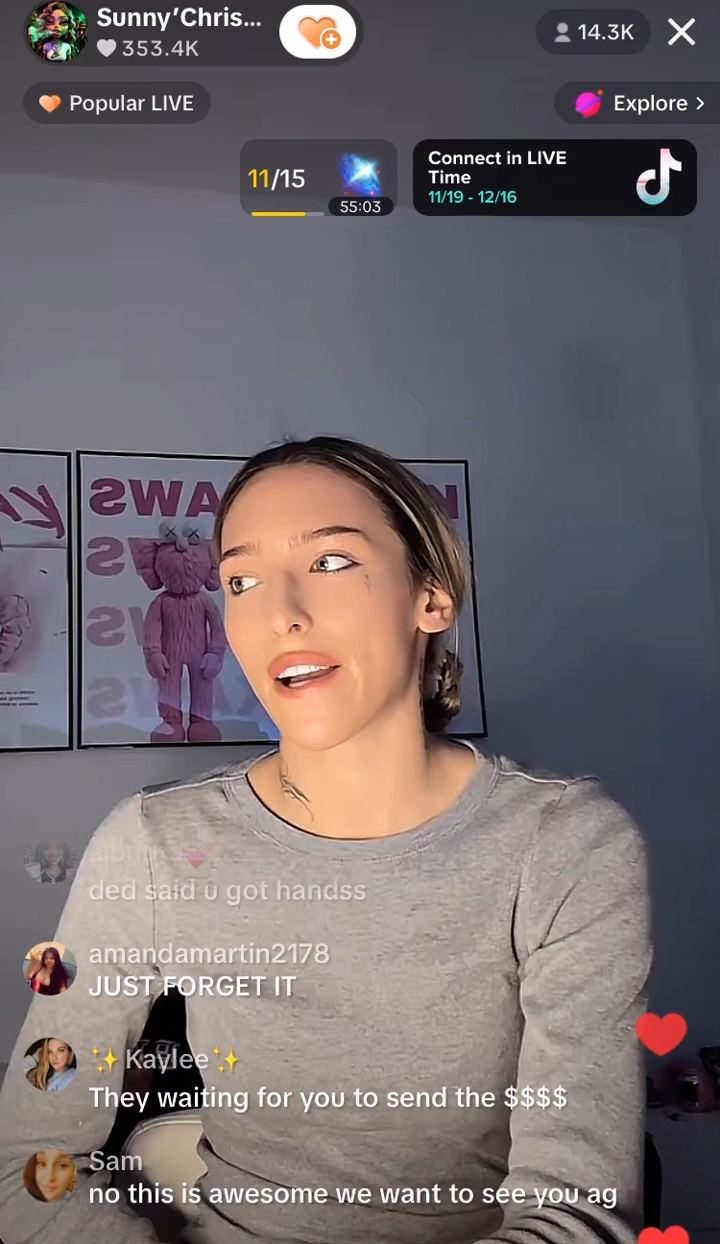 Sunny’Chris...
353.4K
14.3K
Popular LIVE
Explore
11/15
55:03
Connect in LIVE
Time
11/19 - 12/16
KAWS
ded said u got handss
amandamartin2178
JUST FORGET IT
✨Kaylee✨
They waiting for you to send the $$$$
Sam
no this is awesome we want to see you ag